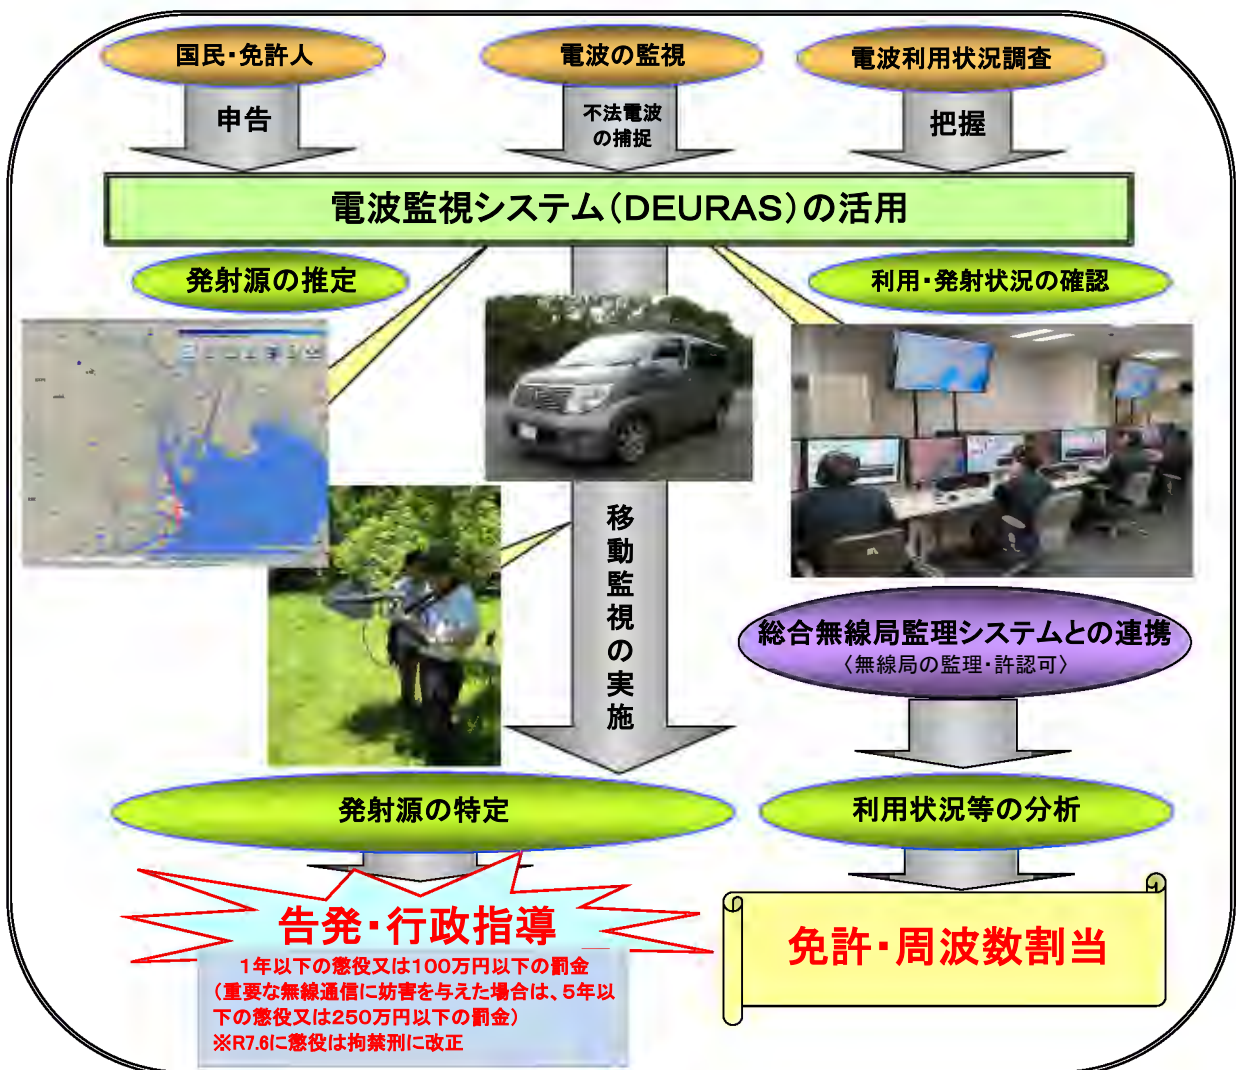 国民・免許人
電波の監視
電波利用状況調査
申告
不法電波
の捕捉
把握
電波監視システム（DEURAS）の活用
発射源の推定
利用・発射状況の確認
移動監視の実施
総合無線局監理システムとの連携
〈無線局の監理・許認可〉
発射源の特定
利用状況等の分析
告発・行政指導
1年以下の懲役又は100万円以下の罰金
（重要な無線通信に妨害を与えた場合は、5年以
下の懲役又は250万円以下の罰金）
※R7.6に懲役は拘禁刑に改正
免許・周波数割当